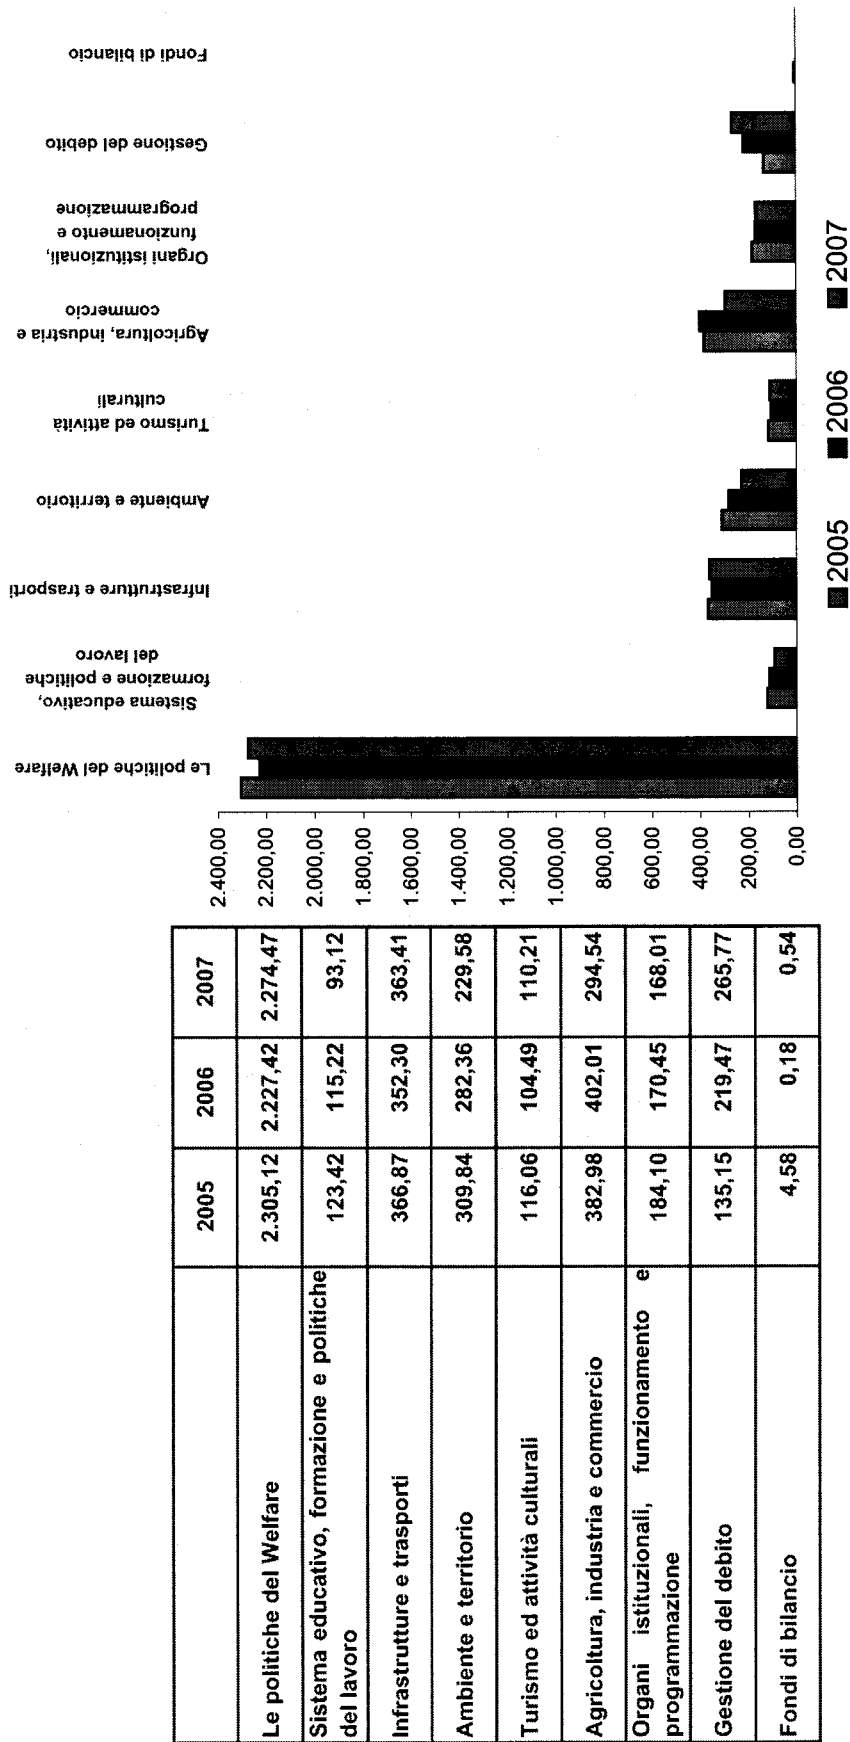 2005 2006 2007
Le politiche del Welfare 2.305,12 2.227,42 2.274,47
Sistema educativo, formazione e politiche
del lavoro 123,42 115,22 93,12
Infrastrutture e trasporti 366,87 352,30 363,41
Ambiente e territorio 309,84 282,36 229,58
Turismo ed attività culturali 116,06 104,49 110,21
Agricoltura, industria e commercio 382,98 402,01 294,54
Organi istituzionali, funzionamento e
programmazione 184,10 170,45 168,01
Gestione del debito 135,15 219,47 265,77
Fondi di bilancio 4,58 0,18 0,54
2.400,00
2.200,00
2.000,00
1.800,00
1.600,00
1.400,00
1.200,00
1.000,00
800,00
600,00
400,00
200,00
0,00
Le politiche del Welfare
Sistema educativo,
formazione e politiche
del lavoro
Infrastrutture e trasporti
Ambiente e territorio
Turismo ed attività
culturali
Agricoltura, industria e
commercio
Organi istituzionali,
funzionamento e
programmazione
Gestione del debito
Fondi di bilancio
2005 2006 2007